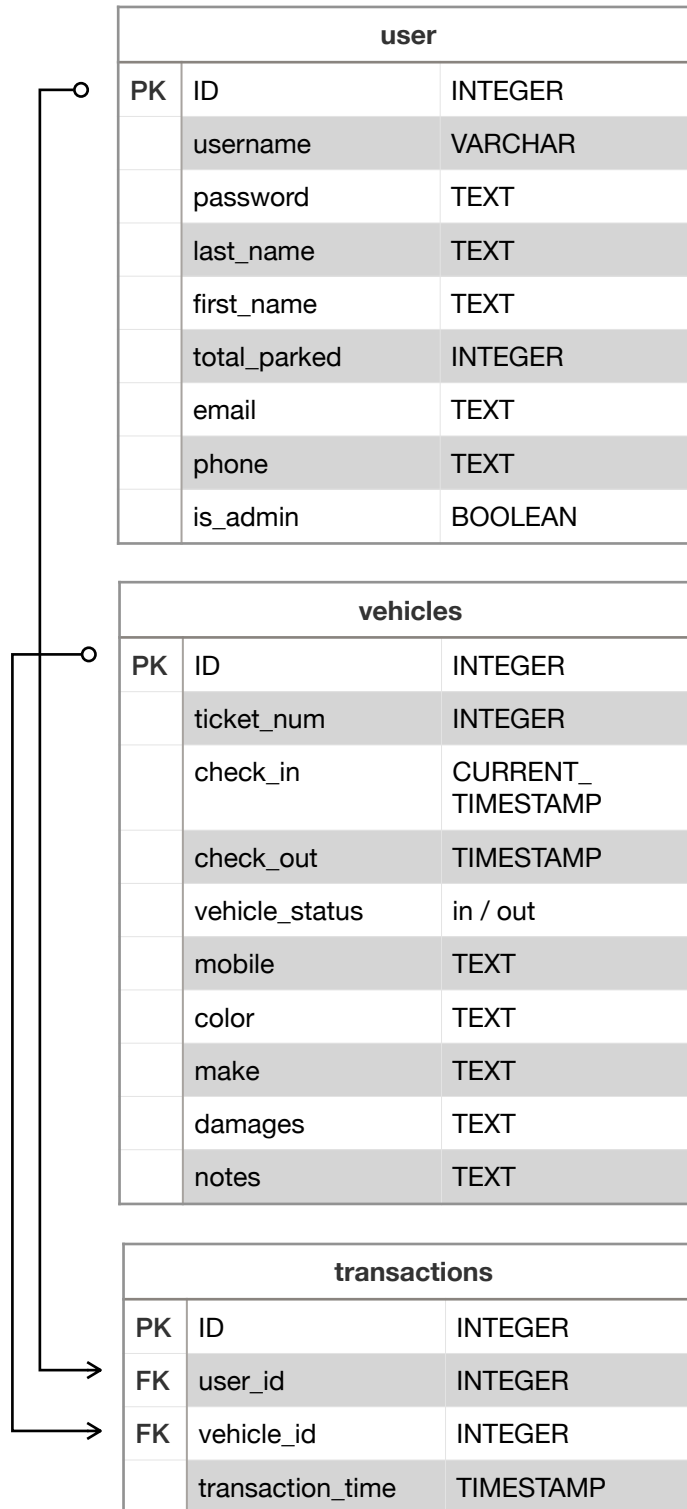 user
PK ID INTEGER
username VARCHAR
password TEXT
last_name TEXT
first_name TEXT
total_parked INTEGER
email TEXT
phone TEXT
is_admin BOOLEAN
vehicles
PK ID INTEGER
ticket_num INTEGER
check_in CURRENT_
TIMESTAMP
check_out TIMESTAMP
vehicle_status in / out
mobile TEXT
color TEXT
make TEXT
damages TEXT
notes TEXT
transactions
PK ID INTEGER
FK user_id INTEGER
FK vehicle_id INTEGER
transaction_time TIMESTAMP